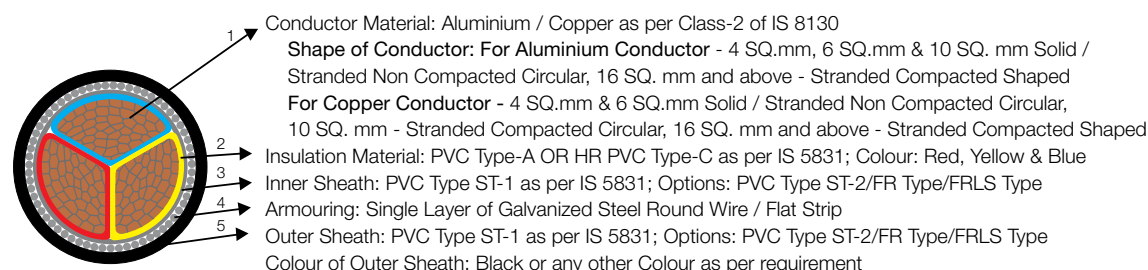 1
Conductor Material: Aluminium / Copper as per Class-2 of IS 8130
Shape of Conductor: For Aluminium Conductor - 4 SQ.mm, 6 SQ.mm & 10 SQ. mm Solid /
Stranded Non Compacted Circular, 16 SQ. mm and above - Stranded Compacted Shaped
For Copper Conductor - 4 SQ.mm & 6 SQ.mm Solid / Stranded Non Compacted Circular,
10 SQ. mm - Stranded Compacted Circular, 16 SQ. mm and above - Stranded Compacted Shaped
2 Insulation Material: PVC Type-A OR HR PVC Type-C as per IS 5831; Colour: Red, Yellow & Blue
3 Inner Sheath: PVC Type ST-1 as per IS 5831; Options: PVC Type ST-2/FR Type/FRLS Type
4 Armouring: Single Layer of Galvanized Steel Round Wire / Flat Strip
5 Outer Sheath: PVC Type ST-1 as per IS 5831; Options: PVC Type ST-2/FR Type/FRLS Type
Colour of Outer Sheath: Black or any other Colour as per requirement